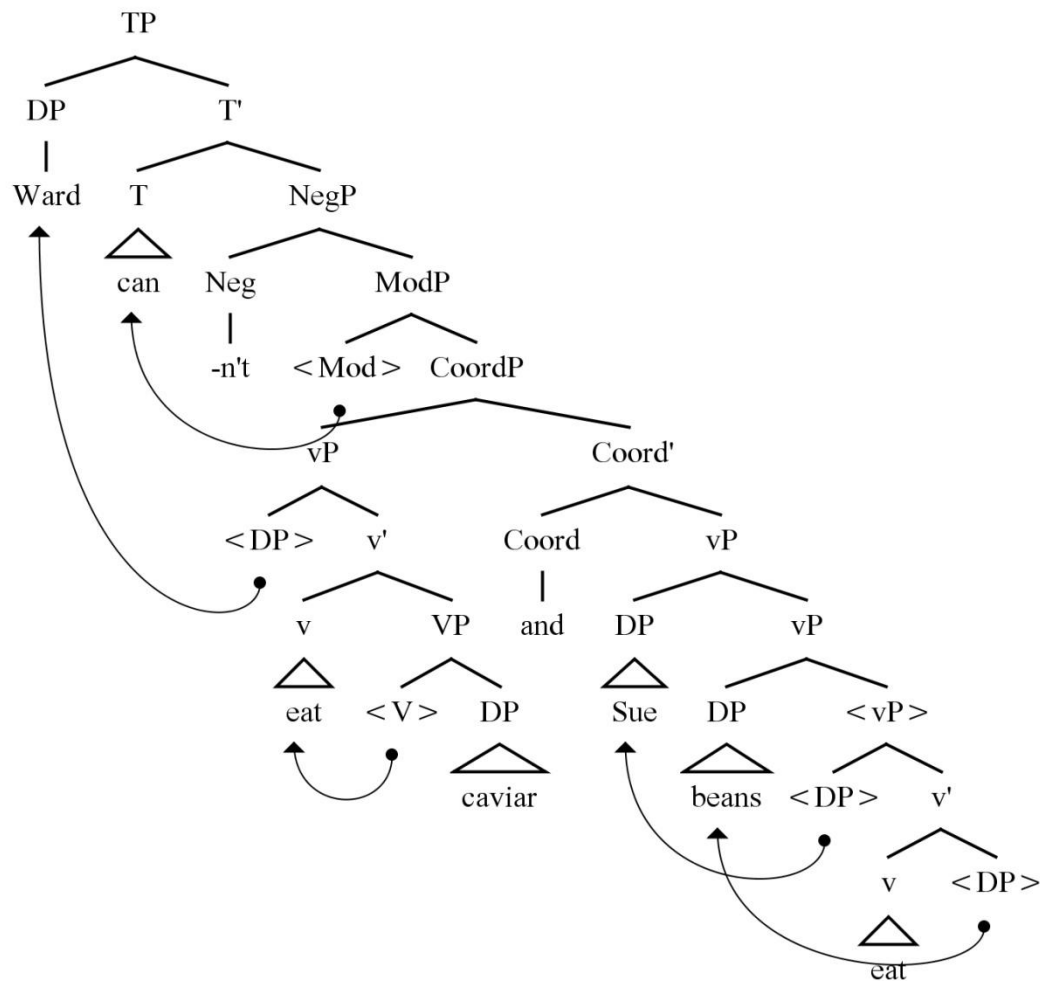 TP
DP T'
Ward T NegP
can Neg ModP
-n't <Mod> CoordP
vP Coord'
<DP> v' Coord vP
v VP and DP vP
eat <V> DP Sue DP <vP>
caviar beans <DP> v'
v <DP>
eat